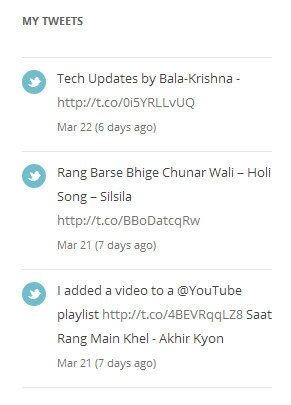 MY TWEETS
Tech Updates by Bala-Krishna -
http://t.co/0i5YRLLvUQ
Mar 22 (6 days ago)
Rang Barse Bhige Chunar Wali – Holi
Song – Silsila
http://t.co/BBoDatcqRw
Mar 21 (7 days ago)
I added a video to a @YouTube
playlist http://t.co/4BEVRqqLZ8 Saat
Rang Main Khel - Akhir Kyon
Mar 21 (7 days ago)